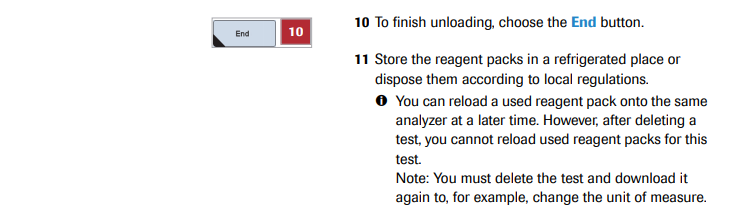 End 10
10 To finish unloading, choose the End button.
11 Store the reagent packs in a refrigerated place or
dispose them according to local regulations.
You can reload a used reagent pack onto the same
analyzer at a later time. However, after deleting a
test, you cannot reload used reagent packs for this
test.
Note: You must delete the test and download it
again to, for example, change the unit of measure.